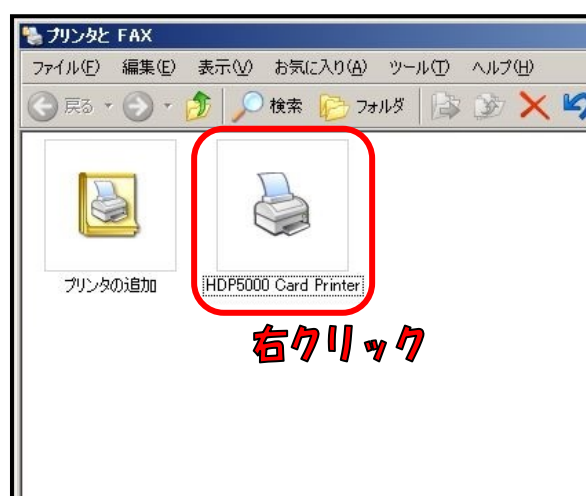 プリンタと FAX
ファイル(F) 編集(E) 表示(V) お気に入り(A) ツール(T) ヘルプ(H)
戻る 検索 フォルダ
プリンタの追加 HDP5000 Card Printer
右クリック